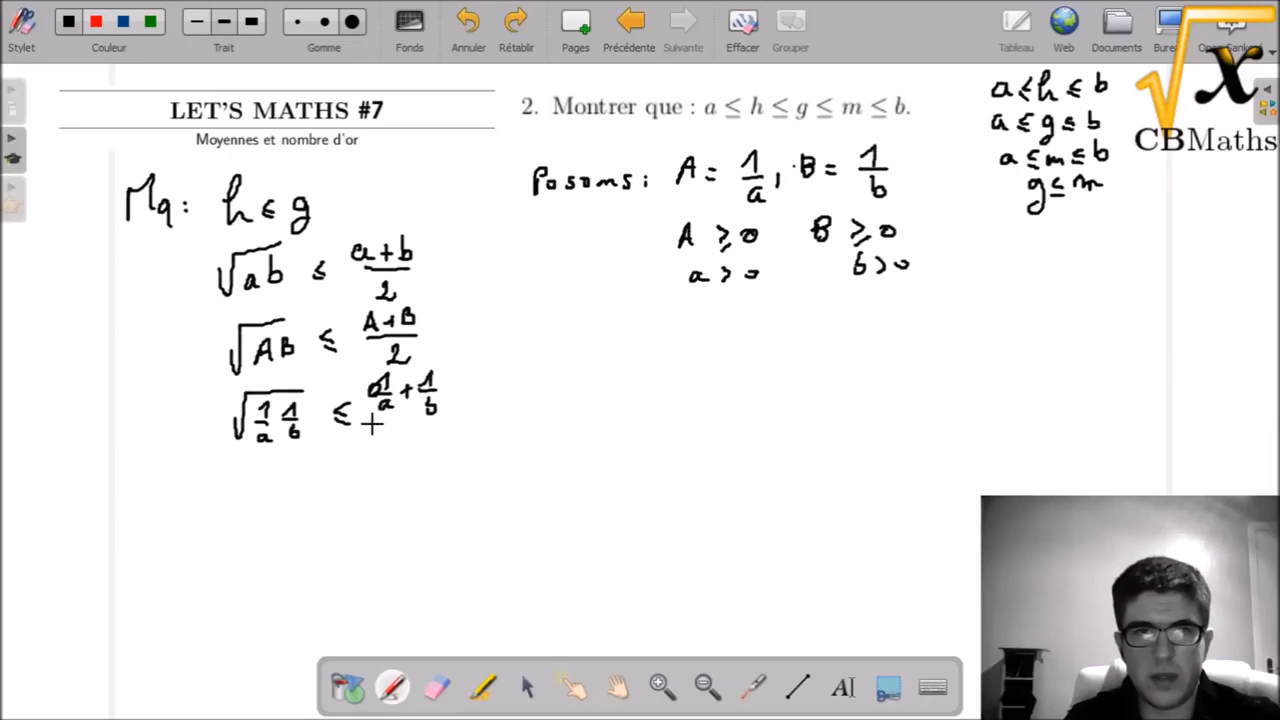 Stylet Couleur Trait Gomme Fonds Annuler Rétablir Pages Précédente Suivante Effacer Grouper Tableau Web Documents
LET'S MATHS #7
Moyennes et nombre d'or
2. Montrer que : a ≤ h ≤ g ≤ m ≤ b.
a ≤ h ≤ b
a ≤ g ≤ b
a ≤ m ≤ b
g ≤ m
CBMaths
Posons : A = 1/a, B = 1/b
A ≥ 0 B ≥ 0
a > 0 b > 0
Mq : h ≤ g
√ab ≤ (a+b)/2
√AB ≤ (A+B)/2
√(1/a 1/b) ≤ 1/a + 1/b
AI